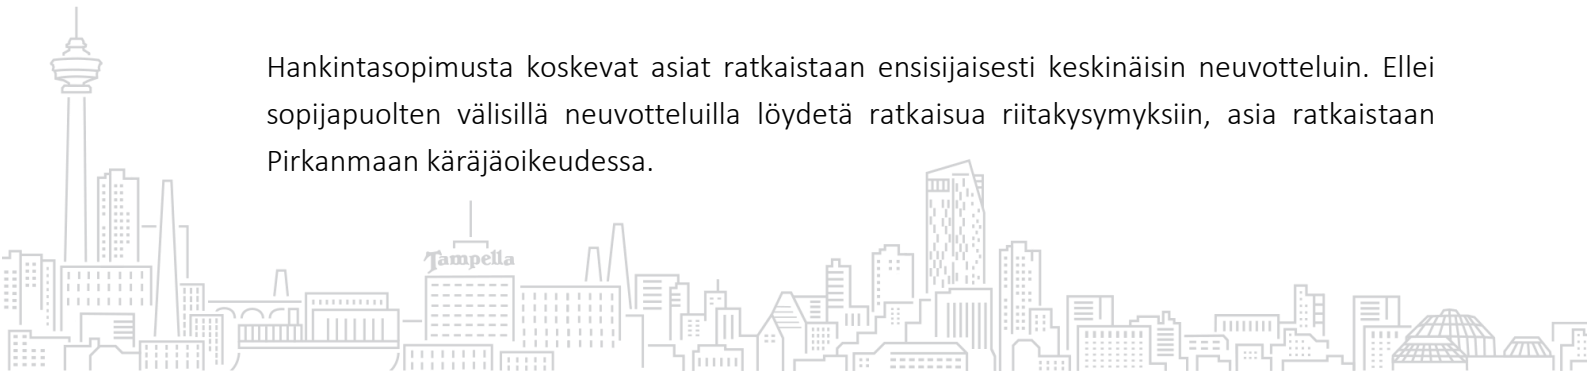 Hankintasopimusta koskevat asiat ratkaistaan ensisijaisesti keskinäisin neuvotteluin. Ellei
sopijapuolten välisillä neuvotteluilla löydetä ratkaisua riitakysymyksiin, asia ratkaistaan
Pirkanmaan käräjäoikeudessa.
Tampella